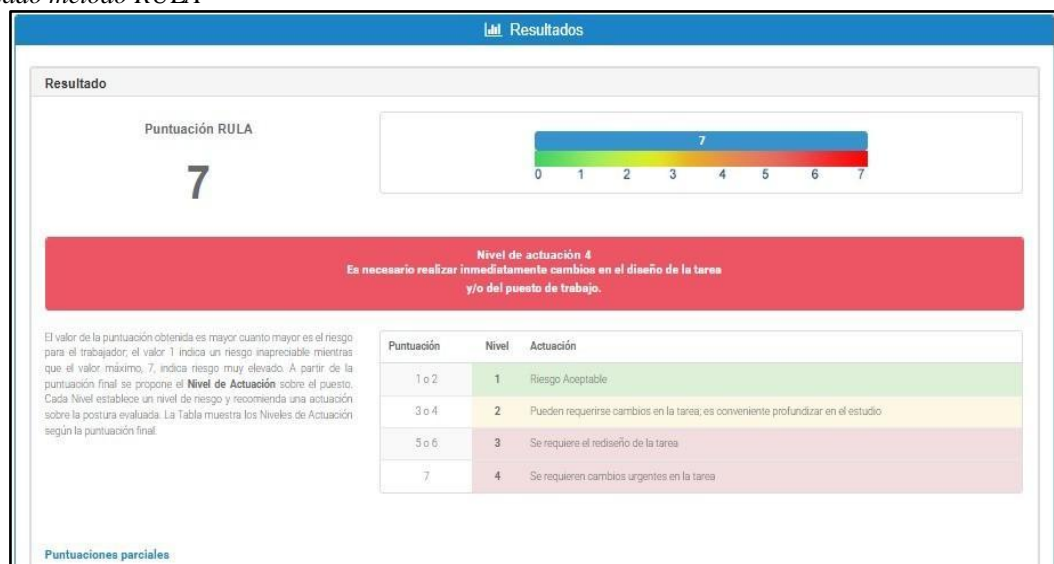 método RULA
Resultados
Resultado
Puntuación RULA
7
7
0 1 2 3 4 5 6 7
Nivel de actuación 4
Es necesario realizar inmediatamente cambios en el diseño de la tarea
y/o del puesto de trabajo.
El valor de la puntuación obtenida es mayor cuanto mayor es el riesgo
para el trabajador; el valor 1 indica un riesgo inapreciable mientras
que el valor máximo, 7, indica riesgo muy elevado. A partir de la
puntuación final se propone el Nivel de Actuación sobre el puesto.
Cada Nivel establece un nivel de riesgo y recomienda una actuación
sobre la postura evaluada. La Tabla muestra los Niveles de Actuación
según la puntuación final.
Puntuación Nivel Actuación
1 o 2 1 Riesgo Aceptable
3 o 4 2 Pueden requerirse cambios en la tarea; es conveniente profundizar en el estudio
5 o 6 3 Se requiere el rediseño de la tarea
7 4 Se requieren cambios urgentes en la tarea
Puntuaciones parciales